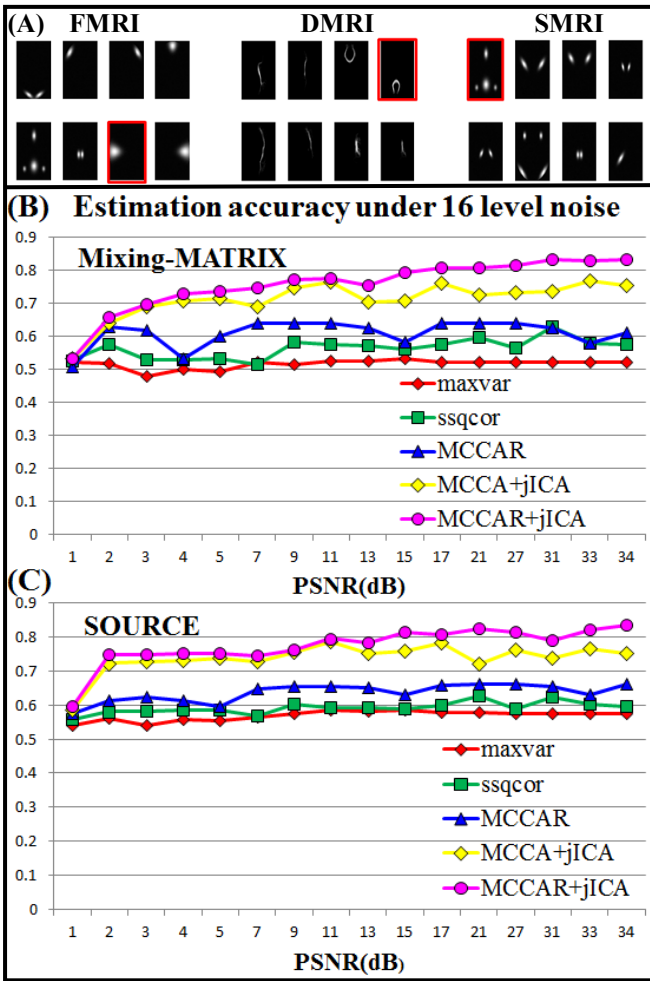 (A) FMRI DMRI SMRI
(B) Estimation accuracy under 16 level noise
0.9
Mixing-MATRIX
0.8
0.7
0.6
0.5
0.4
0.3
0.2
0.1
0
maxvar
ssqcor
MCCAR
MCCA+jICA
MCCAR+jICA
1 2 3 4 5 7 9 11 13 15 17 21 27 31 33 34
PSNR(dB)
(C)
0.9
SOURCE
0.8
0.7
0.6
0.5
0.4
0.3
0.2
0.1
0
maxvar
ssqcor
MCCAR
MCCA+jICA
MCCAR+jICA
1 2 3 4 5 7 9 11 13 15 17 21 27 31 33 34
PSNR(dB)